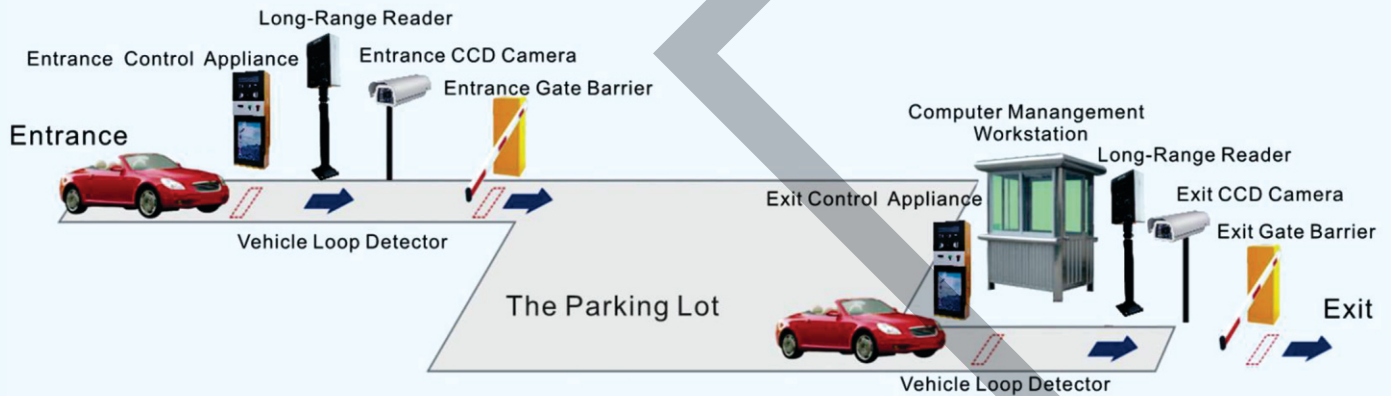 Long-Range Reader
Entrance Control Appliance
Entrance CCD Camera
Entrance Gate Barrier
Entrance
Vehicle Loop Detector
Computer Manangement
Workstation
Long-Range Reader
Exit Control Appliance
Exit CCD Camera
Exit Gate Barrier
The Parking Lot
Exit
Vehicle Loop Detector